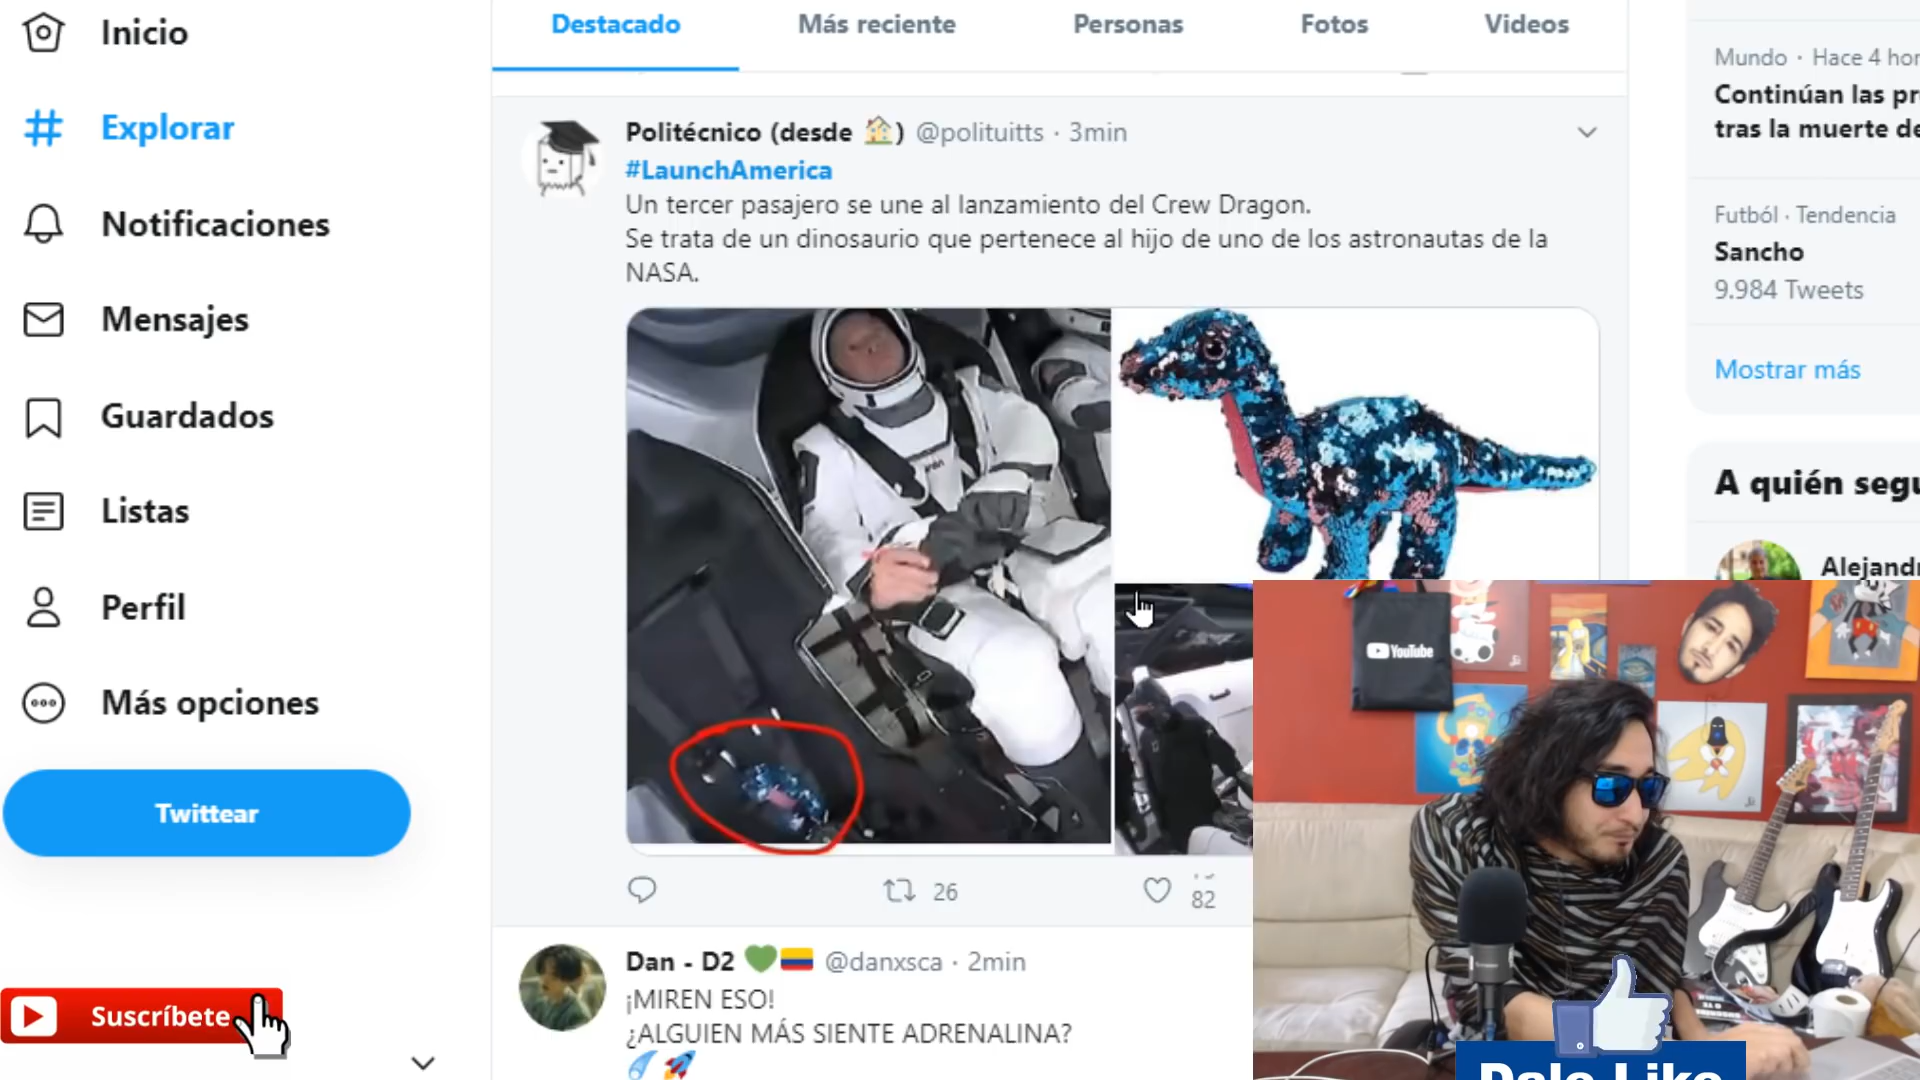 Inicio
Explorar
Notificaciones
Mensajes
Guardados
Listas
Perfil
Más opciones
Twittear
Suscríbete
Destacado
Más reciente
Personas
Fotos
Videos
Politécnico (desde 🏠) @polituitts · 3min
#LaunchAmerica
Un tercer pasajero se une al lanzamiento del Crew Dragon.
Se trata de un dinosaurio que pertenece al hijo de uno de los astronautas de la
NASA.
26
82
Dan - D2 💚🇨🇴 @danxsca · 2min
¡MIREN ESO!
¿ALGUIEN MÁS SIENTE ADRENALINA?
Mundo · Hace 4 hor
Continúan las pr
tras la muerte de
Futból · Tendencia
Sancho
9.984 Tweets
Mostrar más
A quién segu
Alejandr
YouTube
Dale Like